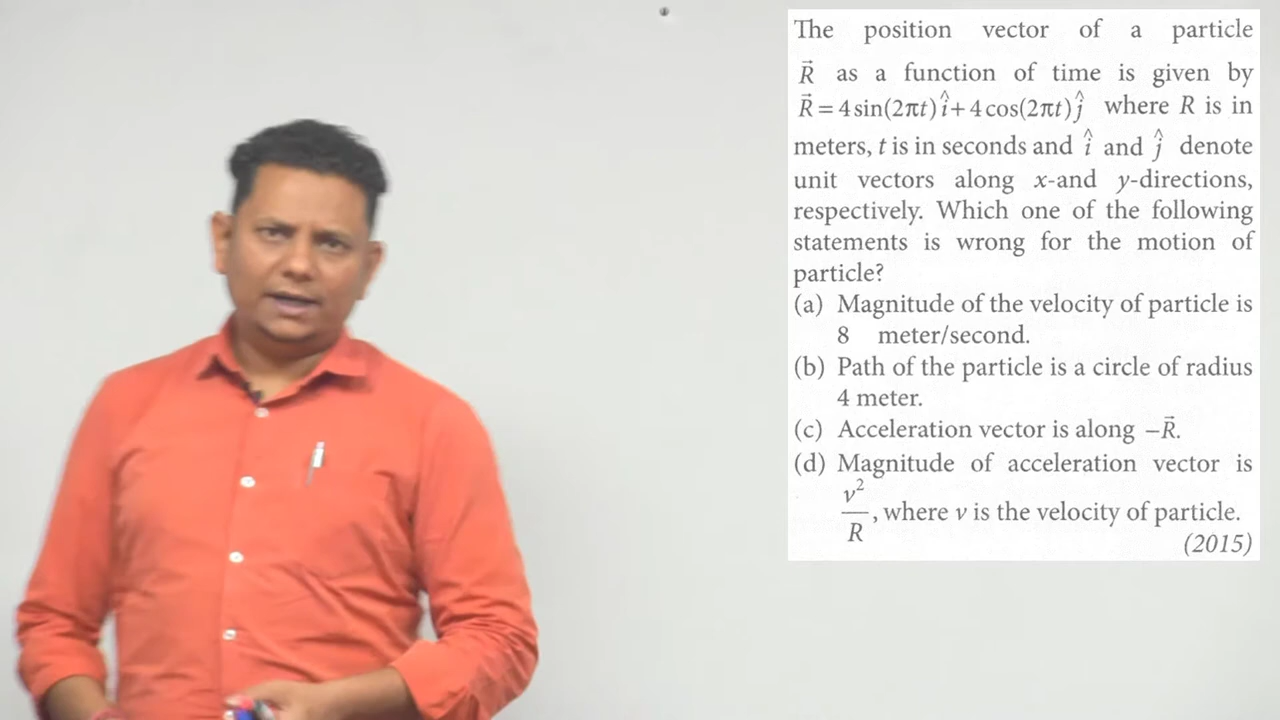 The position vector of a particle
R⃗ as a function of time is given by
R⃗ = 4 sin(2πt) î + 4 cos(2πt) ĵ where R is in
meters, t is in seconds and î and ĵ denote
unit vectors along x-and y-directions,
respectively. Which one of the following
statements is wrong for the motion of
particle?
(a) Magnitude of the velocity of particle is
8 meter/second.
(b) Path of the particle is a circle of radius
4 meter.
(c) Acceleration vector is along −R⃗.
(d) Magnitude of acceleration vector is
v²/R, where v is the velocity of particle.
(2015)